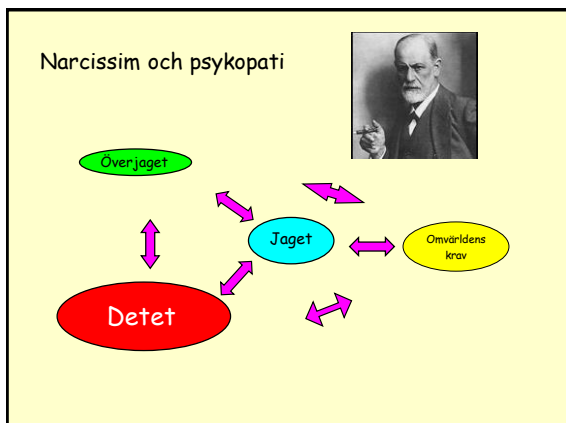 Narcissim och psykopati
Överjaget
Jaget
Omvärldens
krav
Detet